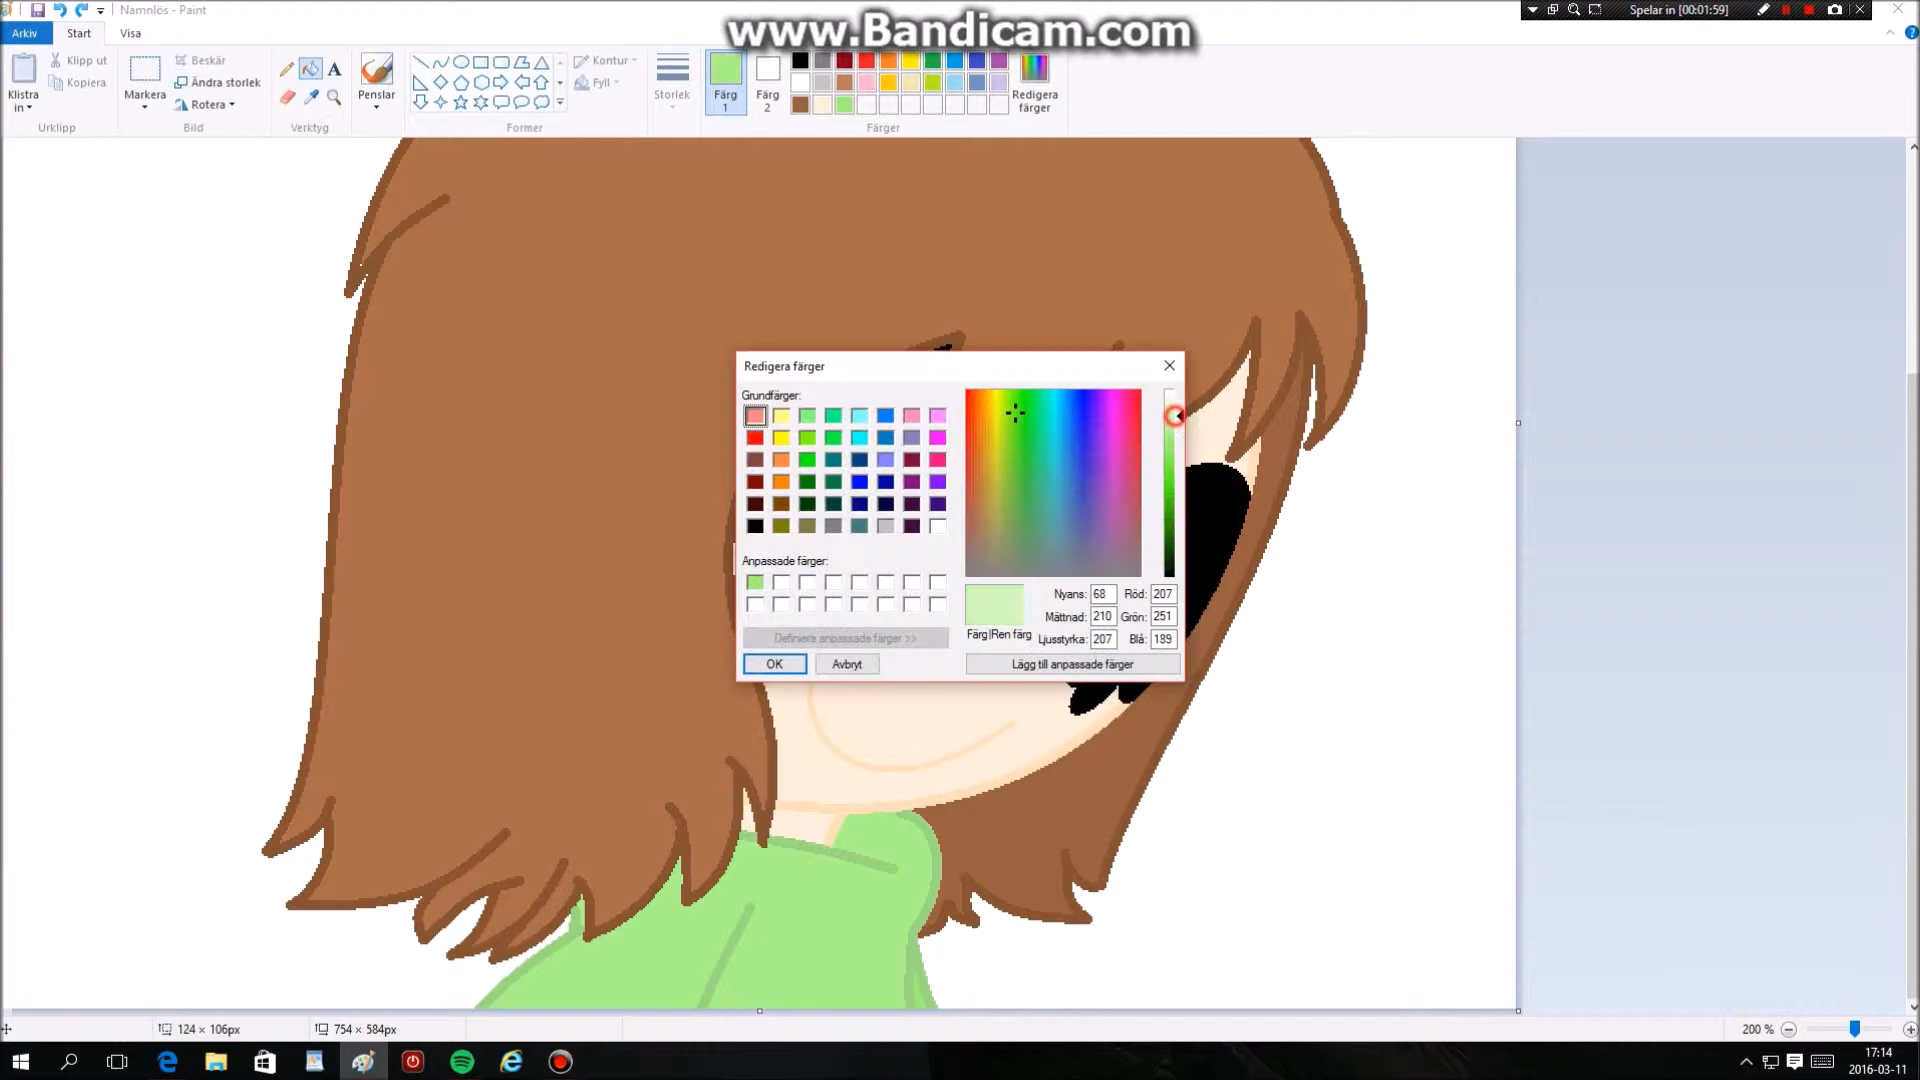 Namnlös - Paint
www.Bandicam.com
Spelar in [00:01:59]
Arkiv
Start
Visa
Klistra in
Klipp ut
Kopiera
Urklipp
Markera
Beskär
Ändra storlek
Rotera
Bild
A
Verktyg
Penslar
Kontur
Fyll
Former
Storlek
Färg 1
Färg 2
Redigera färger
Färger
Redigera färger
Grundfärger:
Anpassade färger:
Definiera anpassade färger >>
OK
Avbryt
Nyans: 68
Röd: 207
Mättnad: 210
Grön: 251
Färg|Ren färg
Ljusstyrka: 207
Blå: 189
Lägg till anpassade färger
124 × 106px
754 × 584px
200 %
17:14
2016-03-11